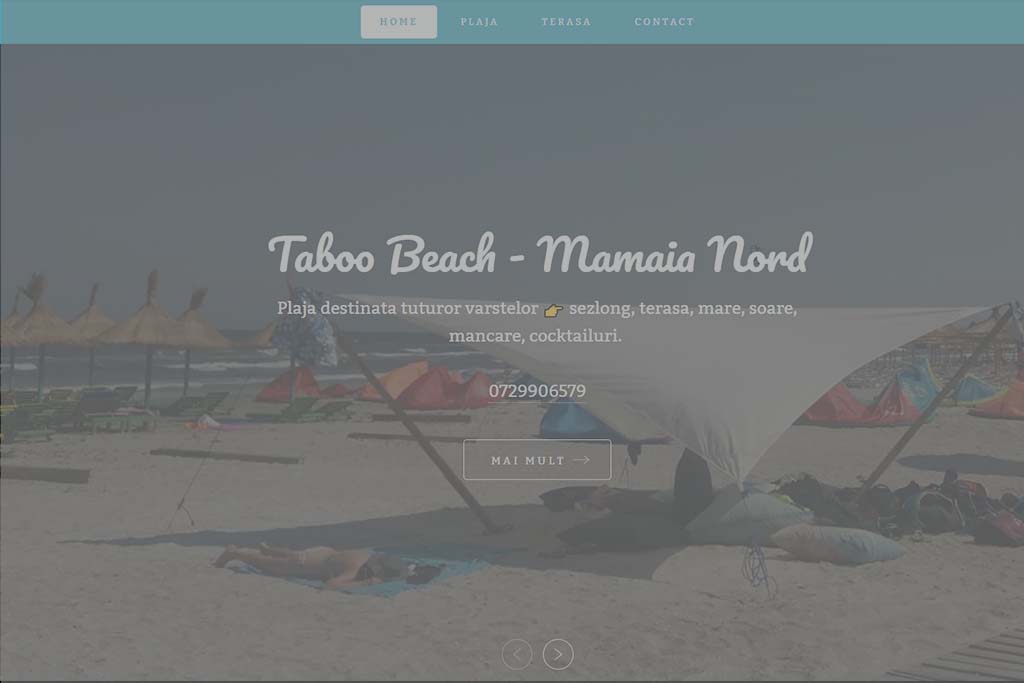 HOME PLAJA TERASA CONTACT
Taboo Beach - Mamaia Nord
Plaja destinata tuturor varstelor 👉 sezlong, terasa, mare, soare,
mancare, cocktailuri.
0729906579
MAI MULT →